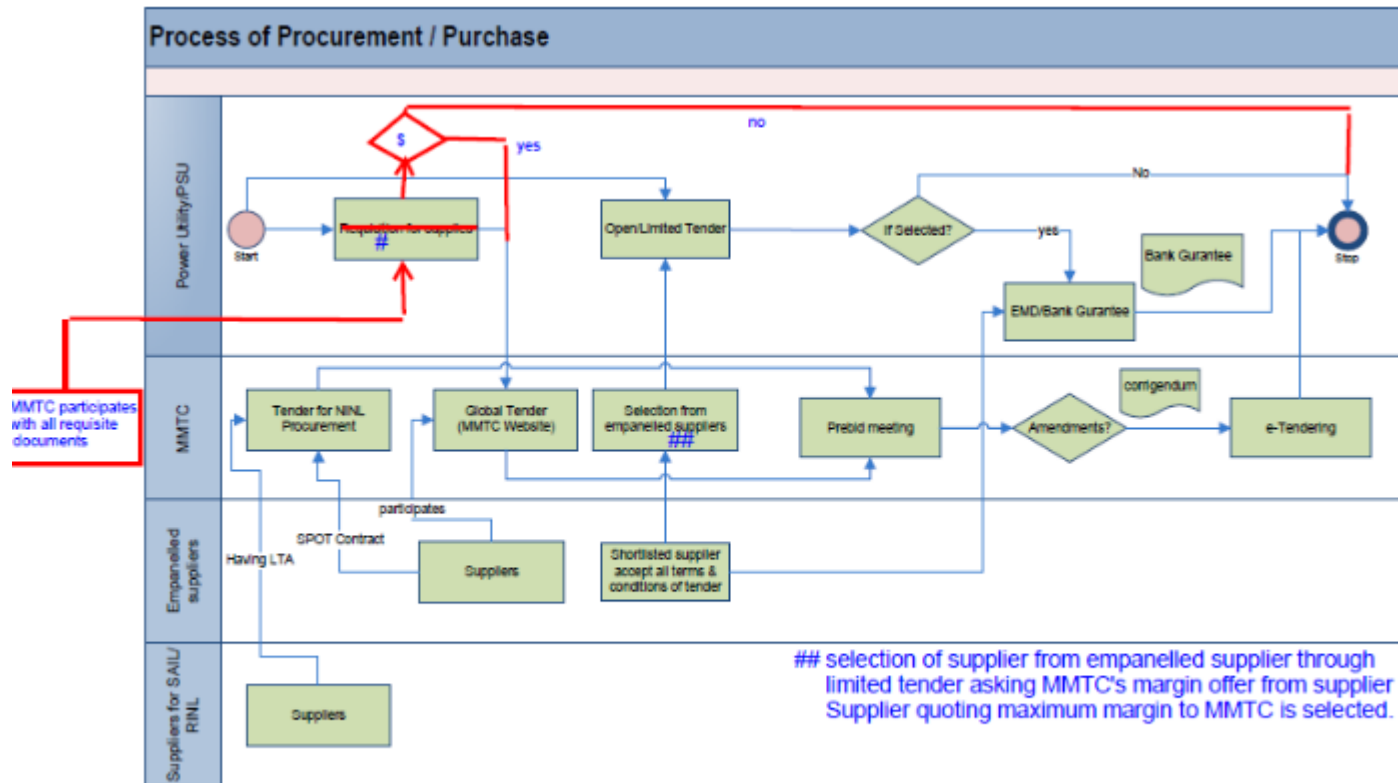 Process of Procurement / Purchase
Power Utility/PSU
no
$
yes
No
Start
Requisition for supplies
#
Open/Limited Tender
If Selected?
yes
Bank Gurantee
Stop
EMD/Bank Gurantee
MMTC participates
with all requisite
documents
MMTC
Tender for NINL
Procurement
Global Tender
(MMTC Website)
Selection from
empanelled suppliers
##
Prebid meeting
Amendments?
corrigendum
e-Tendering
Empanelled
suppliers
Having LTA
SPOT Contract
participates
Suppliers
Shortlisted supplier
accept all terms &
conditions of tender
Suppliers for SAIL/
RINL
Suppliers
## selection of supplier from empanelled supplier through
limited tender asking MMTC's margin offer from supplier
Supplier quoting maximum margin to MMTC is selected.